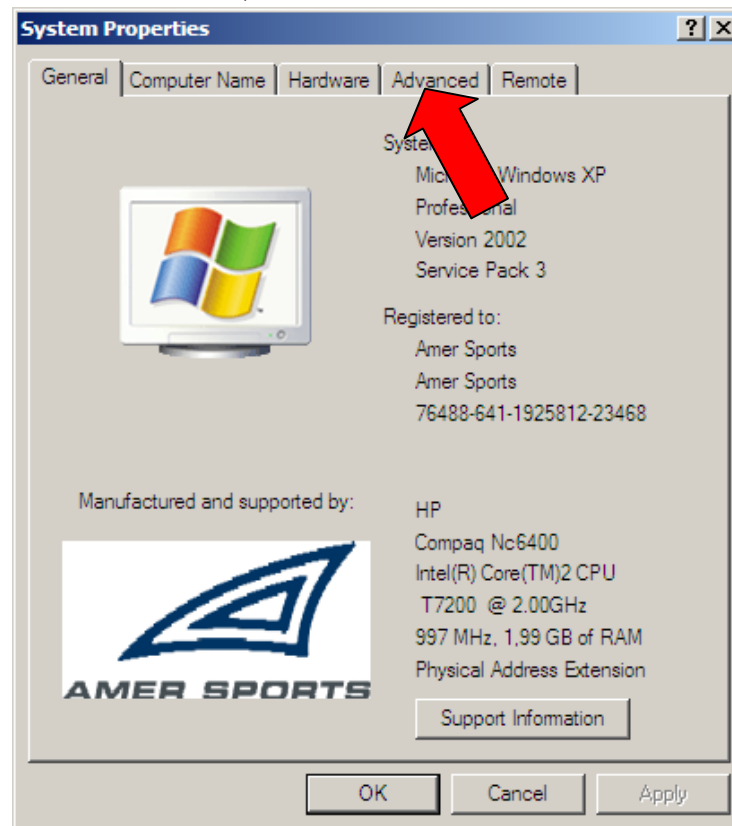 System Properties
General Computer Name Hardware Advanced Remote
Windows XP
Version 2002
Service Pack 3
Registered to:
Amer Sports
Amer Sports
76488-641-1925812-23468
Manufactured and supported by:
HP
Compaq Nc6400
Intel(R) Core(TM)2 CPU
T7200 @ 2.00GHz
997 MHz, 1,99 GB of RAM
Physical Address Extension
AMER SPORTS
Support Information
OK Cancel Apply